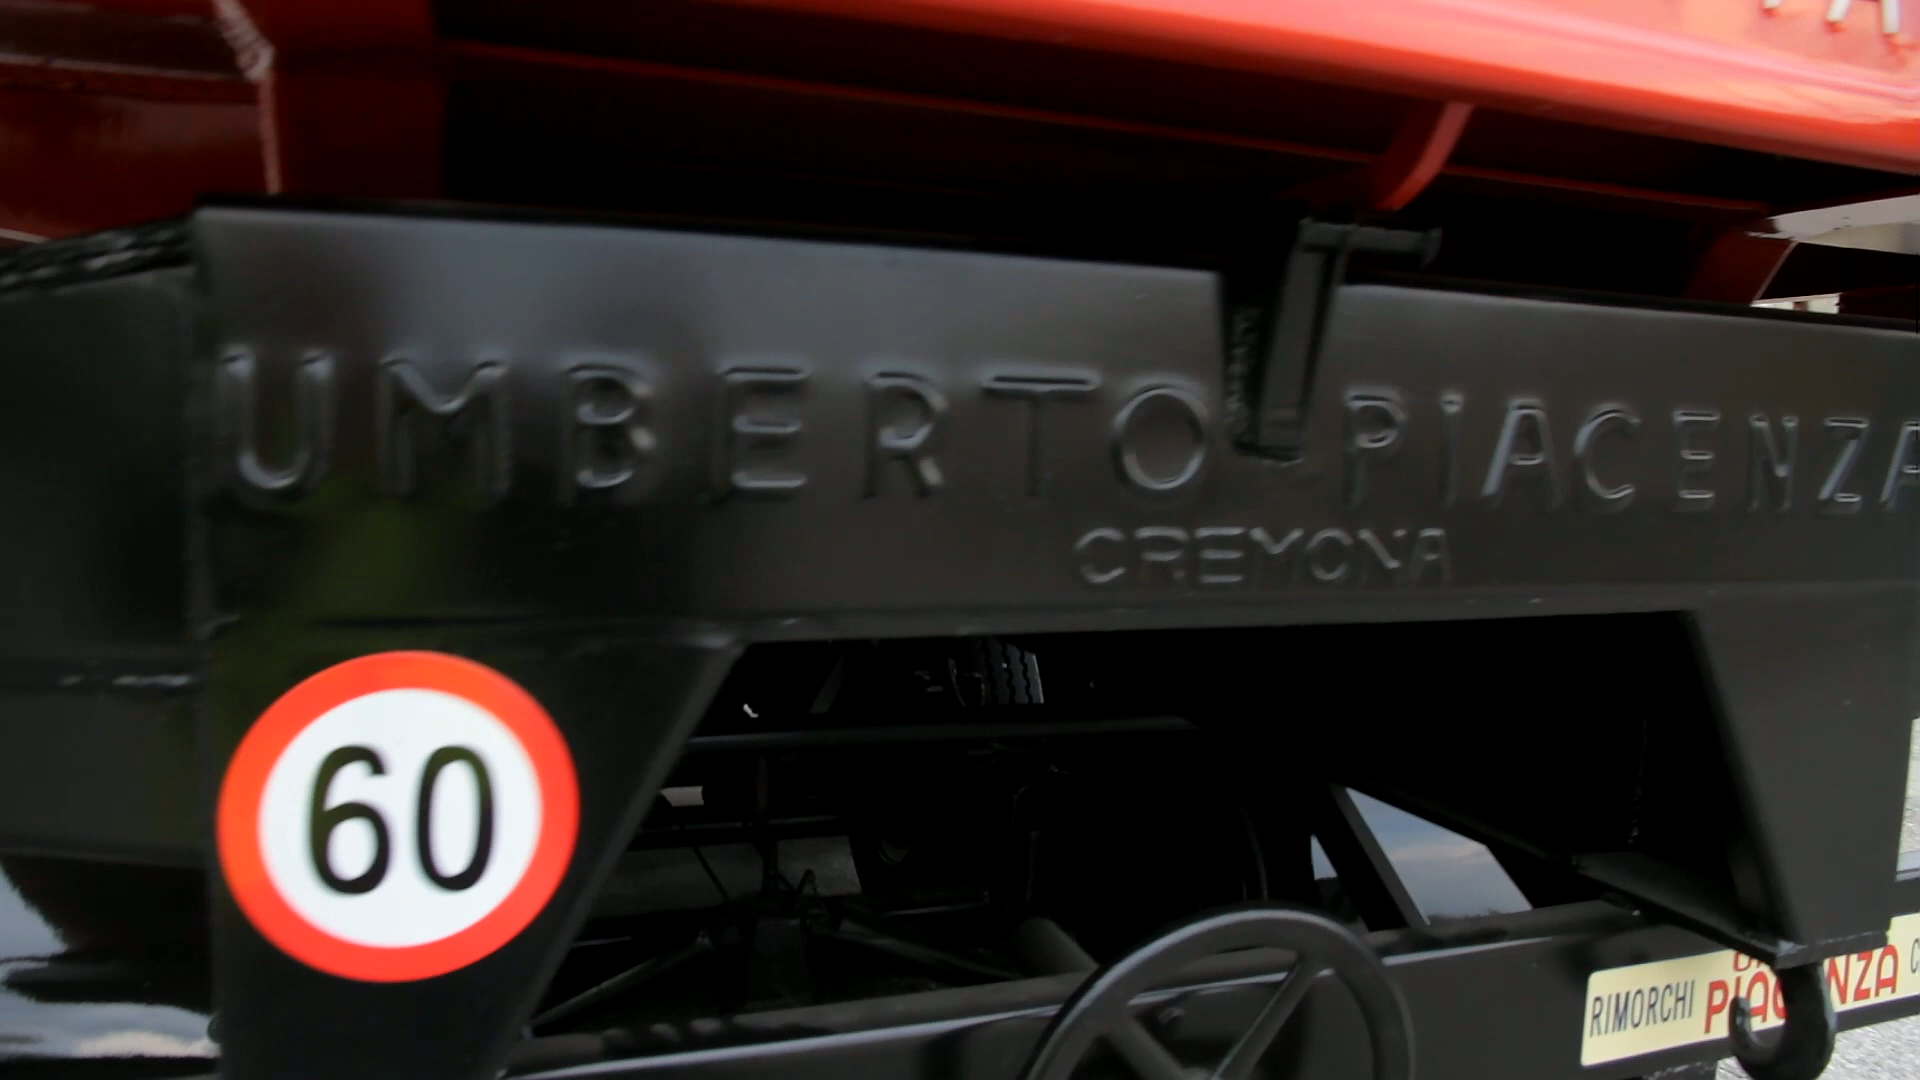 UMBERTO PIACENZA
CREMONA
60
RIMORCHI PIACENZA